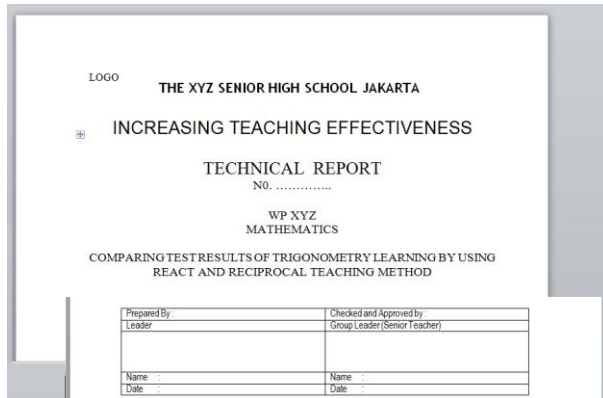 LOGO
THE XYZ SENIOR HIGH SCHOOL JAKARTA
INCREASING TEACHING EFFECTIVENESS
TECHNICAL REPORT
N0. …………..
WP XYZ
MATHEMATICS
COMPARING TEST RESULTS OF TRIGONOMETRY LEARNING BY USING
REACT AND RECIPROCAL TEACHING METHOD
Prepared By : Checked and Approved by :
Leader Group Leader (Senior Teacher)
Name : Name :
Date : Date :